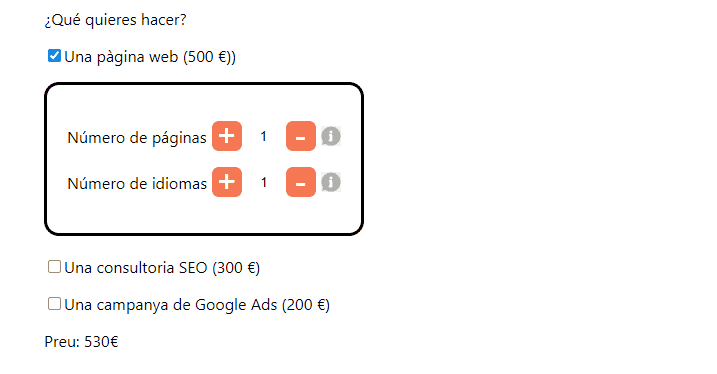 ¿Qué quieres hacer?
Una pàgina web (500 €))
Número de páginas + 1 - i
Número de idiomas + 1 - i
Una consultoria SEO (300 €)
Una campanya de Google Ads (200 €)
Preu: 530€